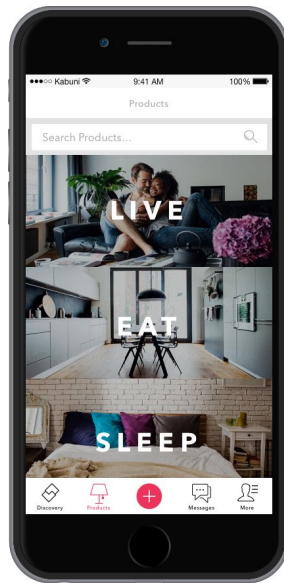 ●●●○○ Kabuni 9:41 AM 100%
Products
Search Products...
LIVE
EAT
SLEEP
Discovery Products Messages More